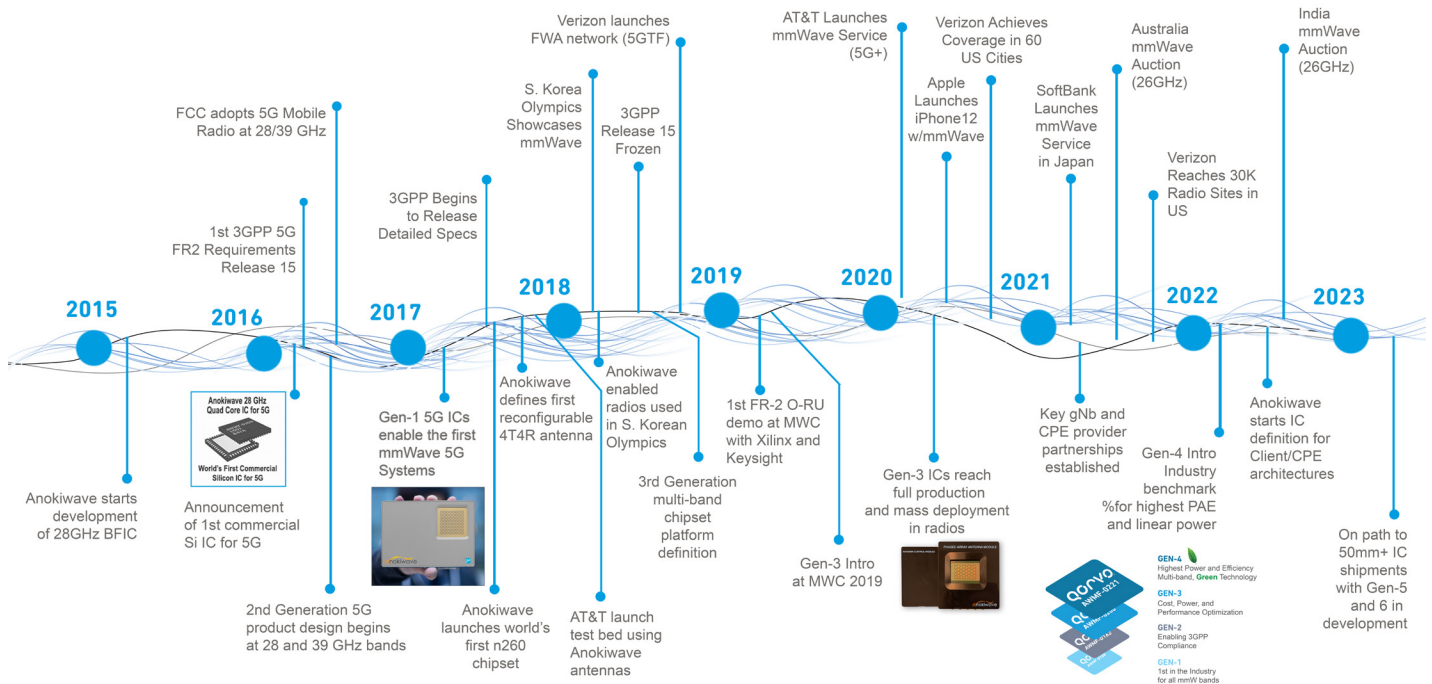 Verizon launches
FWA network (5GTF)
AT&T Launches
mmWave Service
(5G+)
Verizon Achieves
Coverage in 60
US Cities
Australia
mmWave
Auction
(26GHz)
India
mmWave
Auction
(26GHz)
FCC adopts 5G Mobile
Radio at 28/39 GHz
S. Korea
Olympics
Showcases
mmWave
3GPP
Release 15
Frozen
Apple
Launches
iPhone12
w/mmWave
SoftBank
Launches
mmWave
Service
in Japan
Verizon
Reaches 30K
Radio Sites in
US
1st 3GPP 5G
FR2 Requirements
Release 15
3GPP Begins
to Release
Detailed Specs
2015
2016
2017
2018
2019
2020
2021
2022
2023
Anokiwave starts
development
of 28GHz BFIC
Anokiwave 28 GHz
Quad Core IC for 5G
World's First Commercial
Silicon IC for 5G
Announcement
of 1st commercial
Si IC for 5G
2nd Generation 5G
product design begins
at 28 and 39 GHz bands
Gen-1 5G ICs
enable the first
mmWave 5G
Systems
nokiwave
Anokiwave
launches world's
first n260
chipset
Anokiwave
defines first
reconfigurable
4T4R antenna
AT&T launch
test bed using
Anokiwave
antennas
Anokiwave
enabled
radios used
in S. Korean
Olympics
3rd Generation
multi-band
chipset
platform
definition
1st FR-2 O-RU
demo at MWC
with Xilinx and
Keysight
Gen-3 Intro
at MWC 2019
Gen-3 ICs reach
full production
and mass deployment
in radios
PHASED ARRAY ANTENNA MODULE
Key gNb and
CPE provider
partnerships
established
Gen-4 Intro
Industry
benchmark
%for highest PAE
and linear power
Anokiwave
starts IC
definition for
Client/CPE
architectures
On path to
50mm+ IC
shipments
with Gen-5
and 6 in
development
QORVO
AWMF-0221
GEN-4
Highest Power and Efficiency
Multi-band, Green Technology
GEN-3
Cost, Power, and
Performance Optimization
GEN-2
Enabling 3GPP
Compliance
GEN-1
1st in the Industry
for all mmW bands